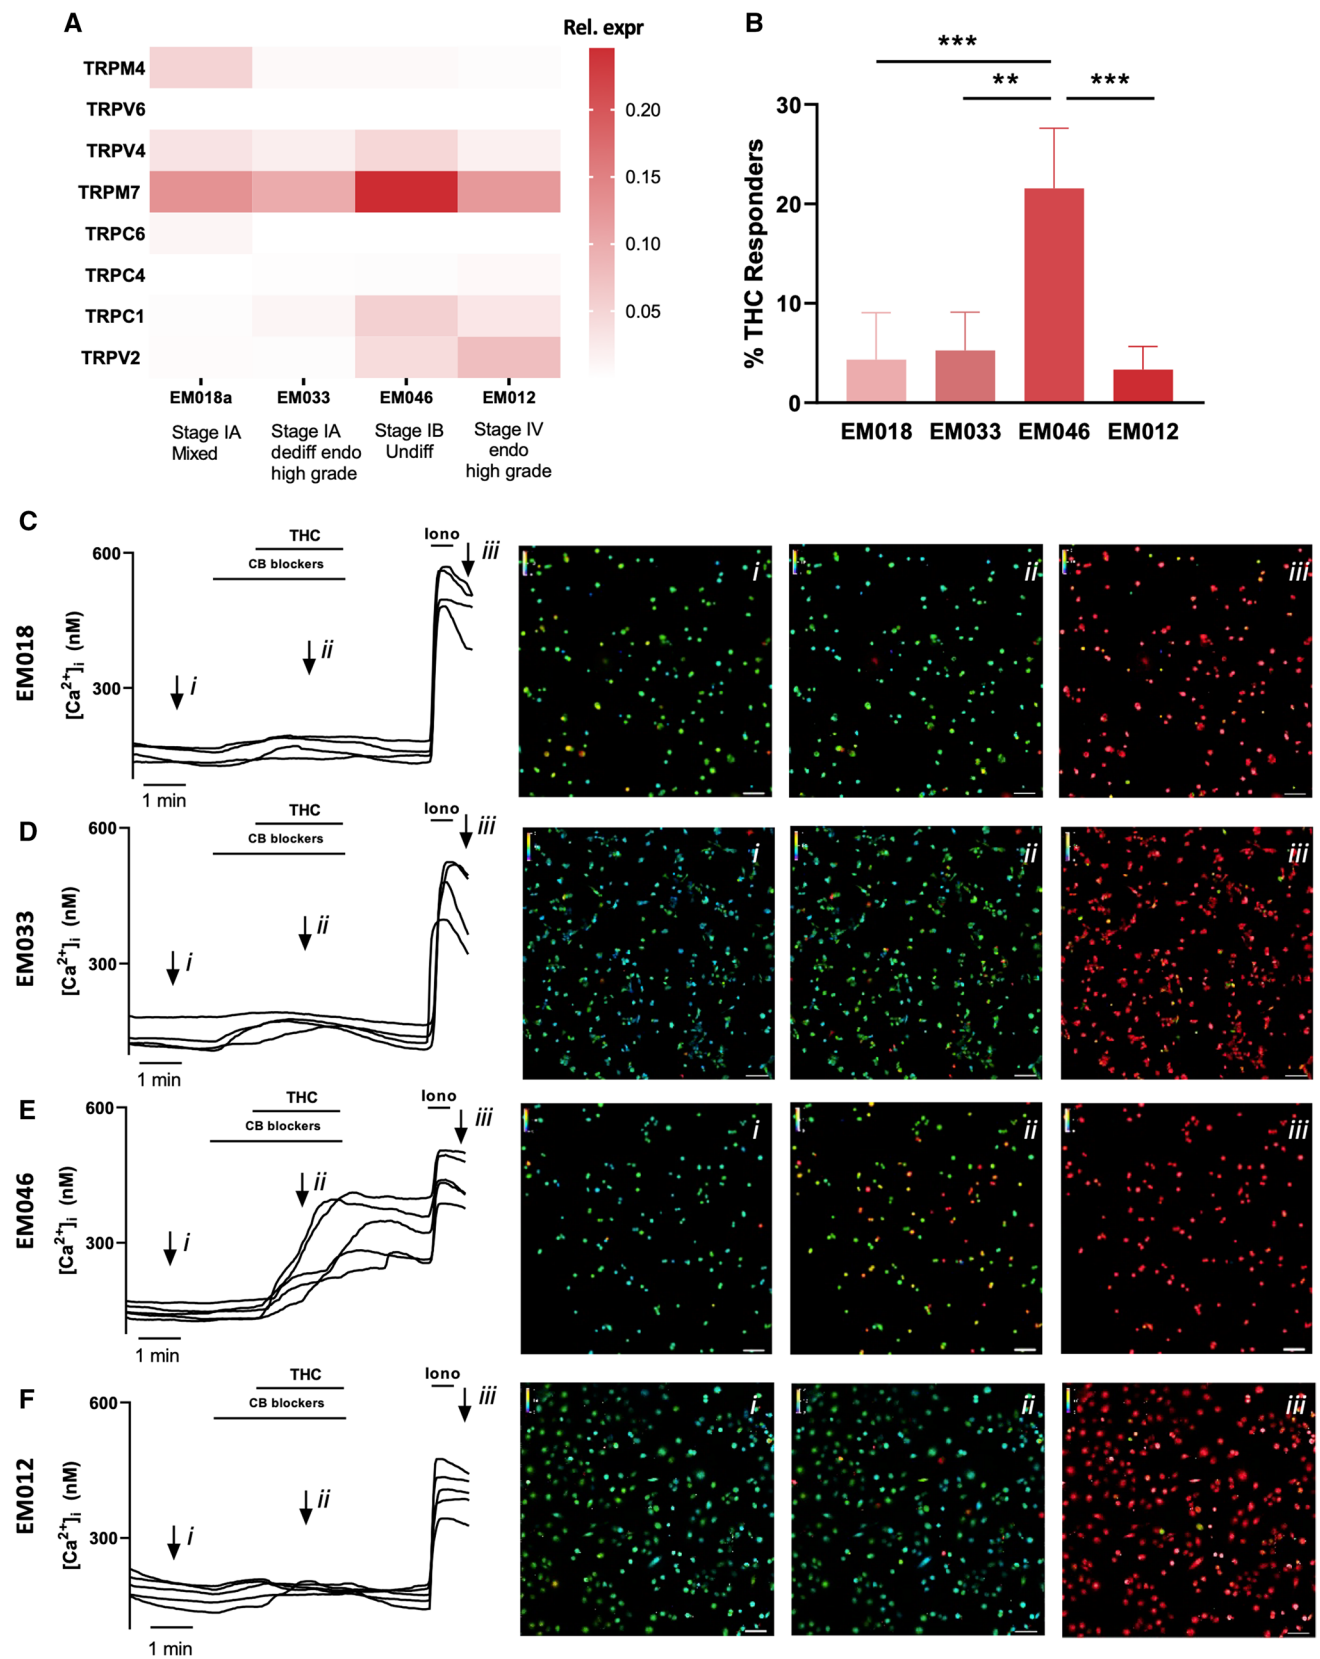 A
Rel. expr
TRPM4
TRPV6
TRPV4
TRPM7
TRPC6
TRPC4
TRPC1
TRPV2
0.20
0.15
0.10
0.05
EM018a
EM033
EM046
EM012
Stage IA
Mixed
Stage IA
dediff endo
high grade
Stage IB
Undiff
Stage IV
endo
high grade
B
***
**
***
% THC Responders
30
20
10
0
EM018
EM033
EM046
EM012
C
EM018
[Ca2+]i (nM)
600
300
THC
CB blockers
Iono
i
ii
iii
1 min
i
ii
iii
D
EM033
[Ca2+]i (nM)
600
300
THC
CB blockers
Iono
i
ii
iii
1 min
i
ii
iii
E
EM046
[Ca2+]i (nM)
600
300
THC
CB blockers
Iono
i
ii
iii
1 min
i
ii
iii
F
EM012
[Ca2+]i (nM)
600
300
THC
CB blockers
Iono
i
ii
iii
1 min
i
ii
iii